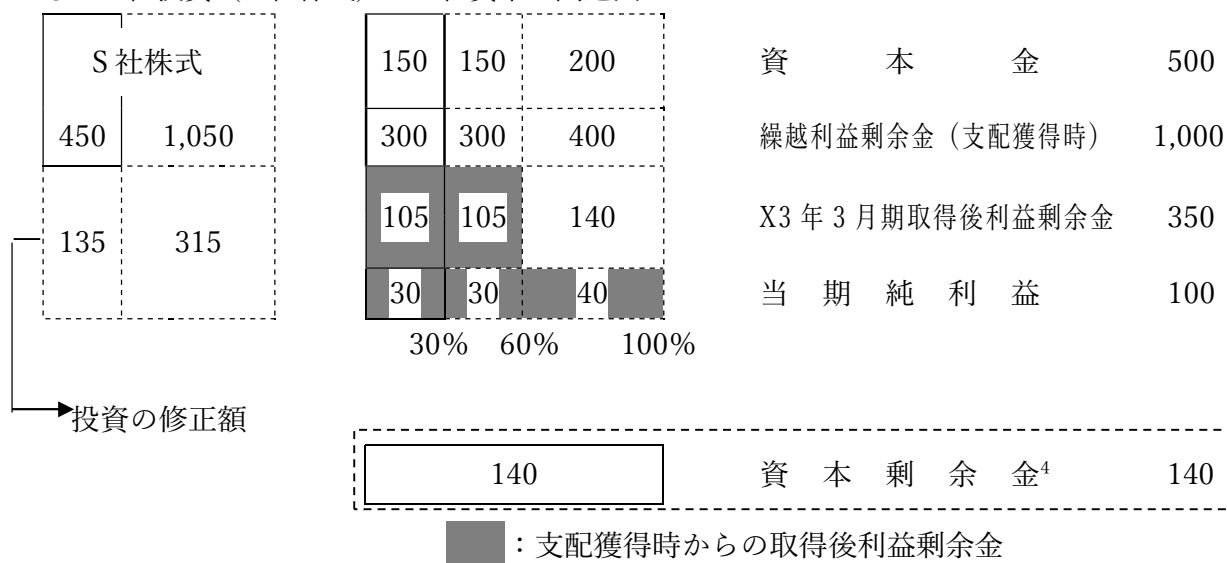 S 社株式 150 150 200 資本金 500
450 1,050 300 300 400 繰越利益剰余金（支配獲得時） 1,000
135 315 105 105 140 X3 年 3 月期取得後利益剰余金 350
30 30 40 当期純利益 100
30% 60% 100%
投資の修正額
140 資本剰余金4 140
：支配獲得時からの取得後利益剰余金